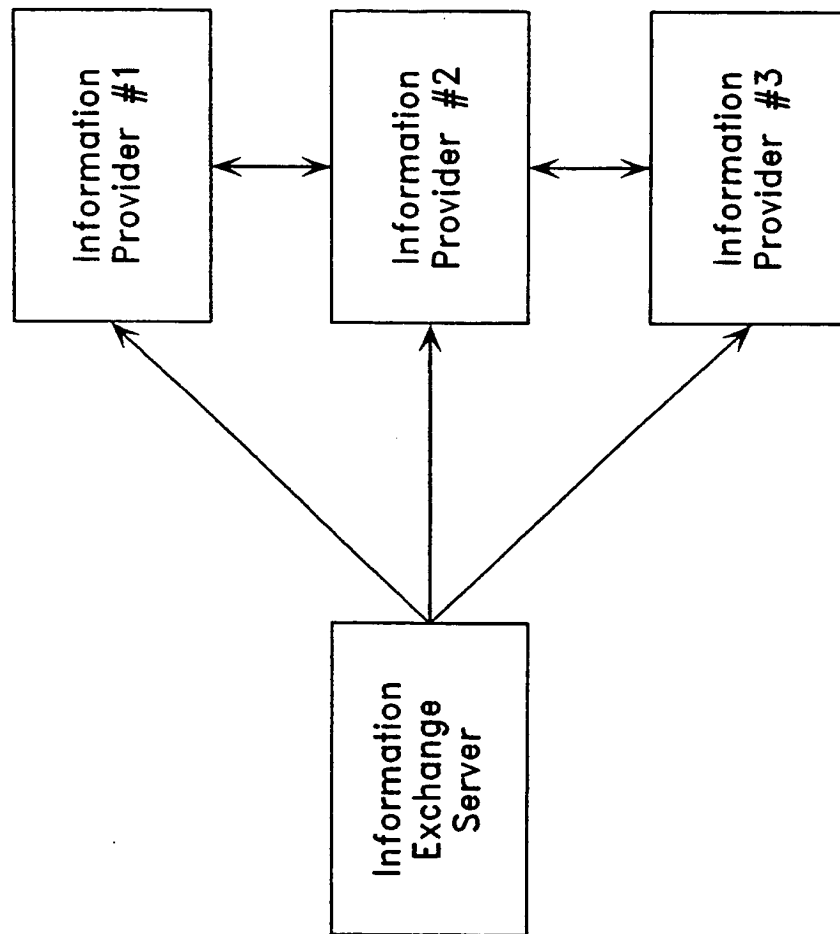 Information
Provider #1
Information
Provider #2
Information
Provider #3
Information
Exchange
Server